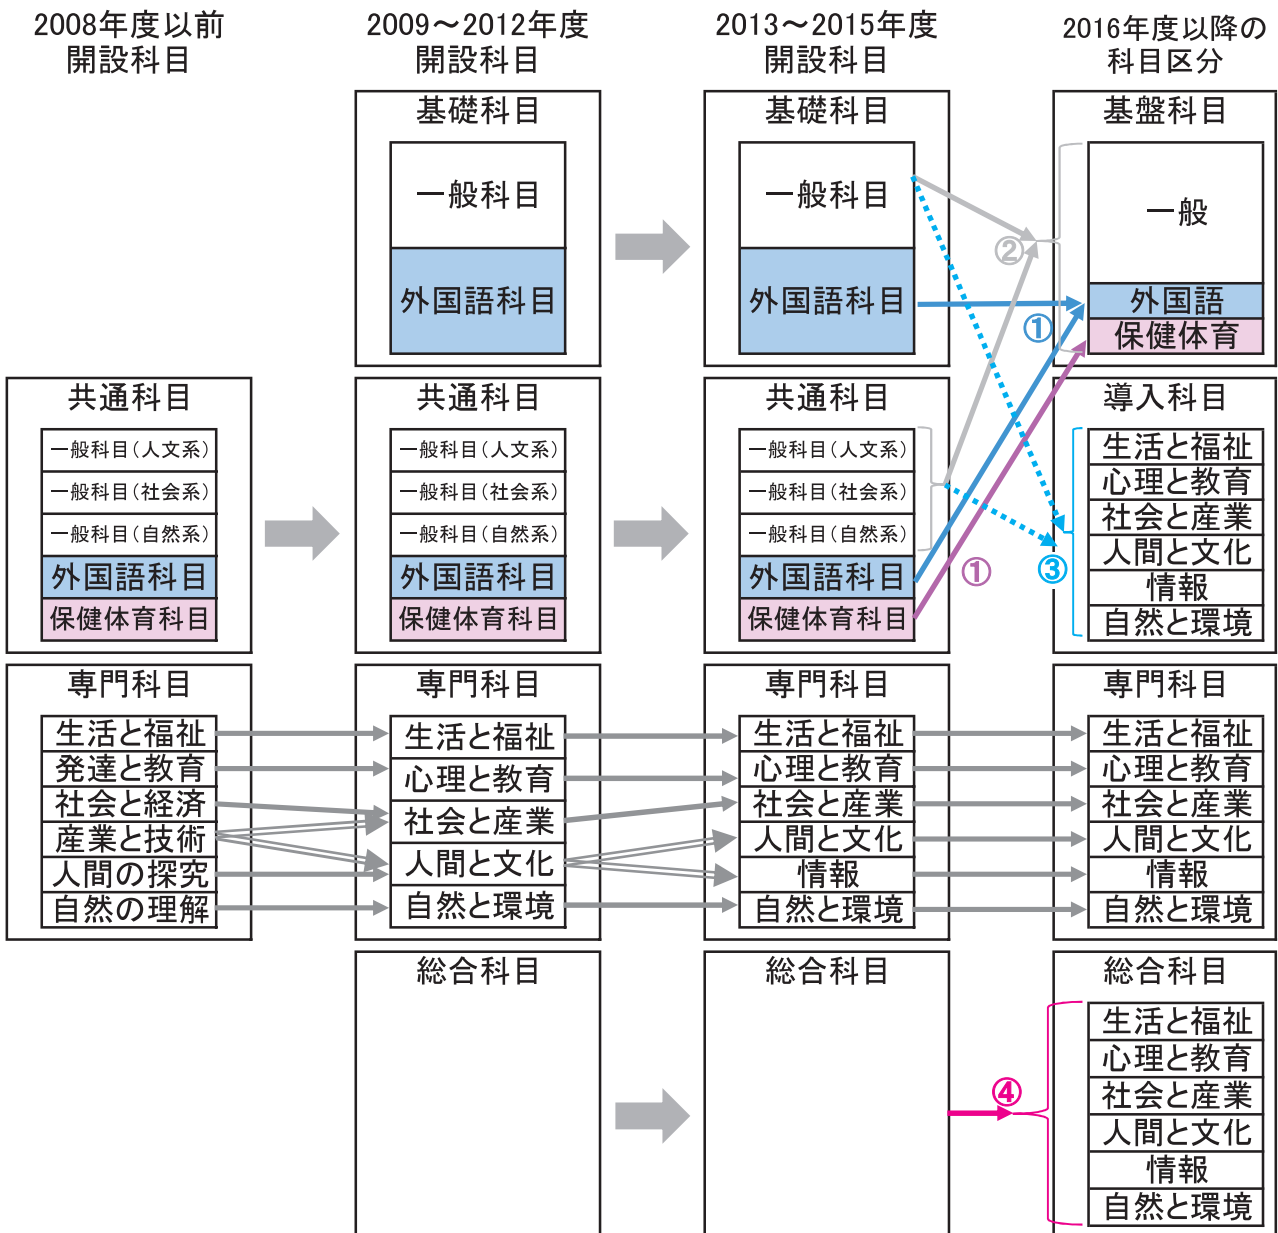 2008年度以前
開設科目
共通科目
一般科目(人文系)
一般科目(社会系)
一般科目(自然系)
外国語科目
保健体育科目
専門科目
生活と福祉
発達と教育
社会と経済
産業と技術
人間の探究
自然の理解
2009～2012年度
開設科目
基礎科目
一般科目
外国語科目
共通科目
一般科目(人文系)
一般科目(社会系)
一般科目(自然系)
外国語科目
保健体育科目
専門科目
生活と福祉
心理と教育
社会と産業
人間と文化
自然と環境
総合科目
2013～2015年度
開設科目
基礎科目
一般科目
外国語科目
共通科目
一般科目(人文系)
一般科目(社会系)
一般科目(自然系)
外国語科目
保健体育科目
専門科目
生活と福祉
心理と教育
社会と産業
人間と文化
情報
自然と環境
総合科目
②
①
①
③
④
2016年度以降の
科目区分
基盤科目
一般
外国語
保健体育
導入科目
生活と福祉
心理と教育
社会と産業
人間と文化
情報
自然と環境
専門科目
生活と福祉
心理と教育
社会と産業
人間と文化
情報
自然と環境
総合科目
生活と福祉
心理と教育
社会と産業
人間と文化
情報
自然と環境